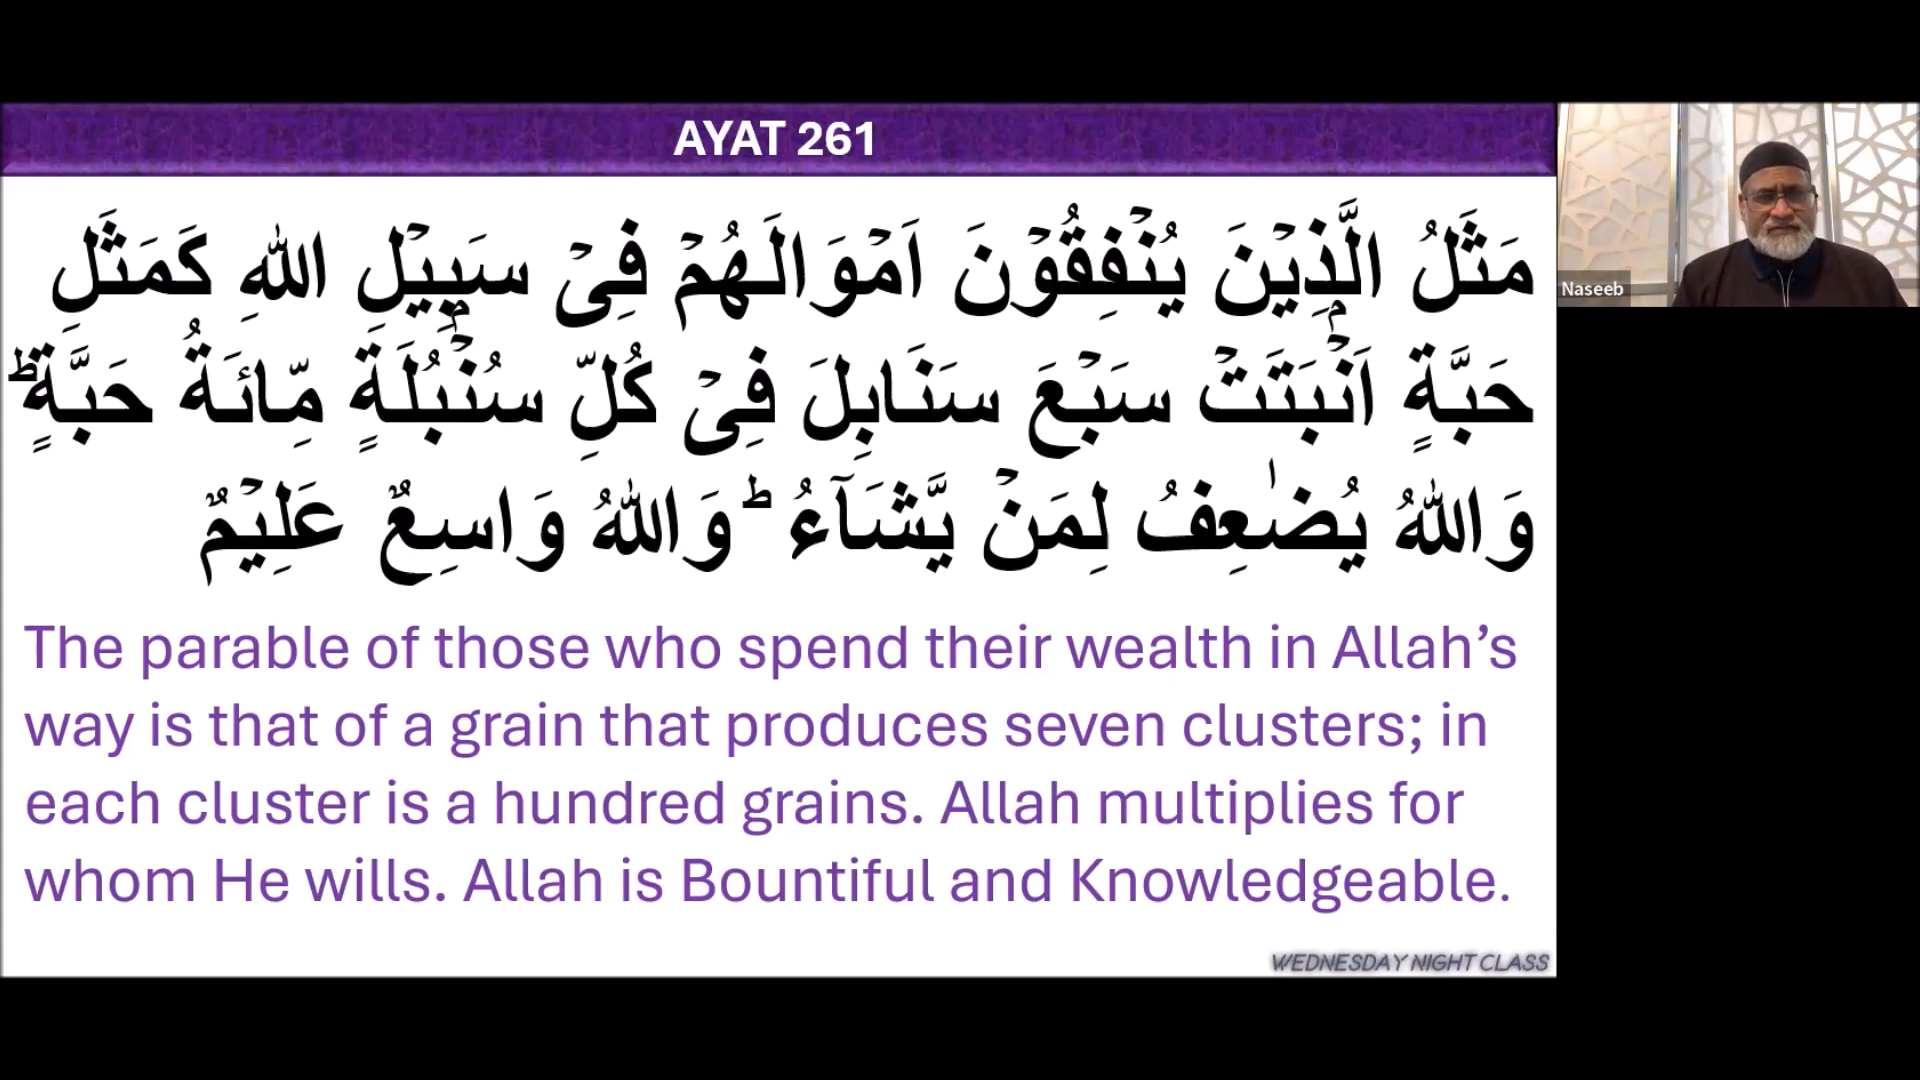 AYAT 261
مَثَلُ الَّذِيْنَ يُنْفِقُوْنَ اَمْوَالَهُمْ فِىْ سَبِيْلِ اللّٰهِ كَمَثَلِ
حَبَّةٍ اَنْۢبَتَتْ سَبْعَ سَنَابِلَ فِىْ كُلِّ سُنْۢبُلَةٍ مِّائَةُ حَبَّةٍ ؕ
وَاللّٰهُ يُضٰعِفُ لِمَنْ يَّشَآءُ ؕ وَاللّٰهُ وَاسِعٌ عَلِيْمٌ
The parable of those who spend their wealth in Allah’s
way is that of a grain that produces seven clusters; in
each cluster is a hundred grains. Allah multiplies for
whom He wills. Allah is Bountiful and Knowledgeable.
WEDNESDAY NIGHT CLASS
Naseeb